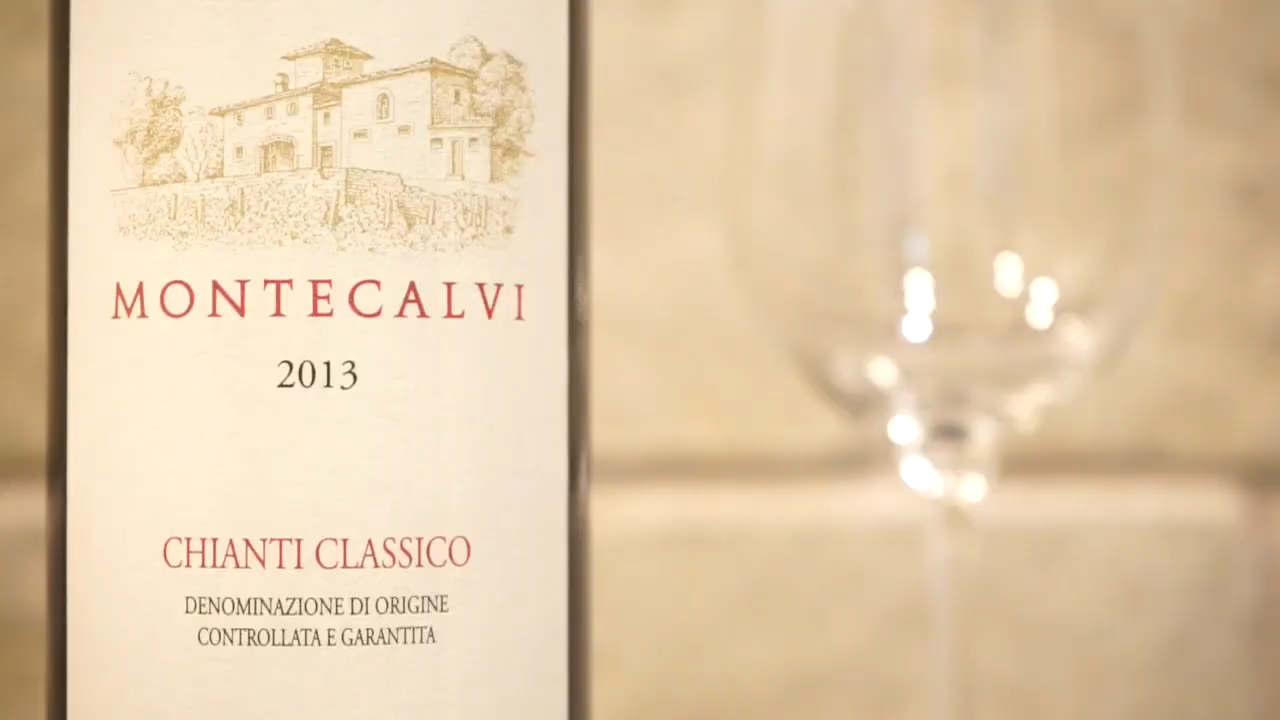 MONTECALVI
2013
CHIANTI CLASSICO
DENOMINAZIONE DI ORIGINE
CONTROLLATA E GARANTITA